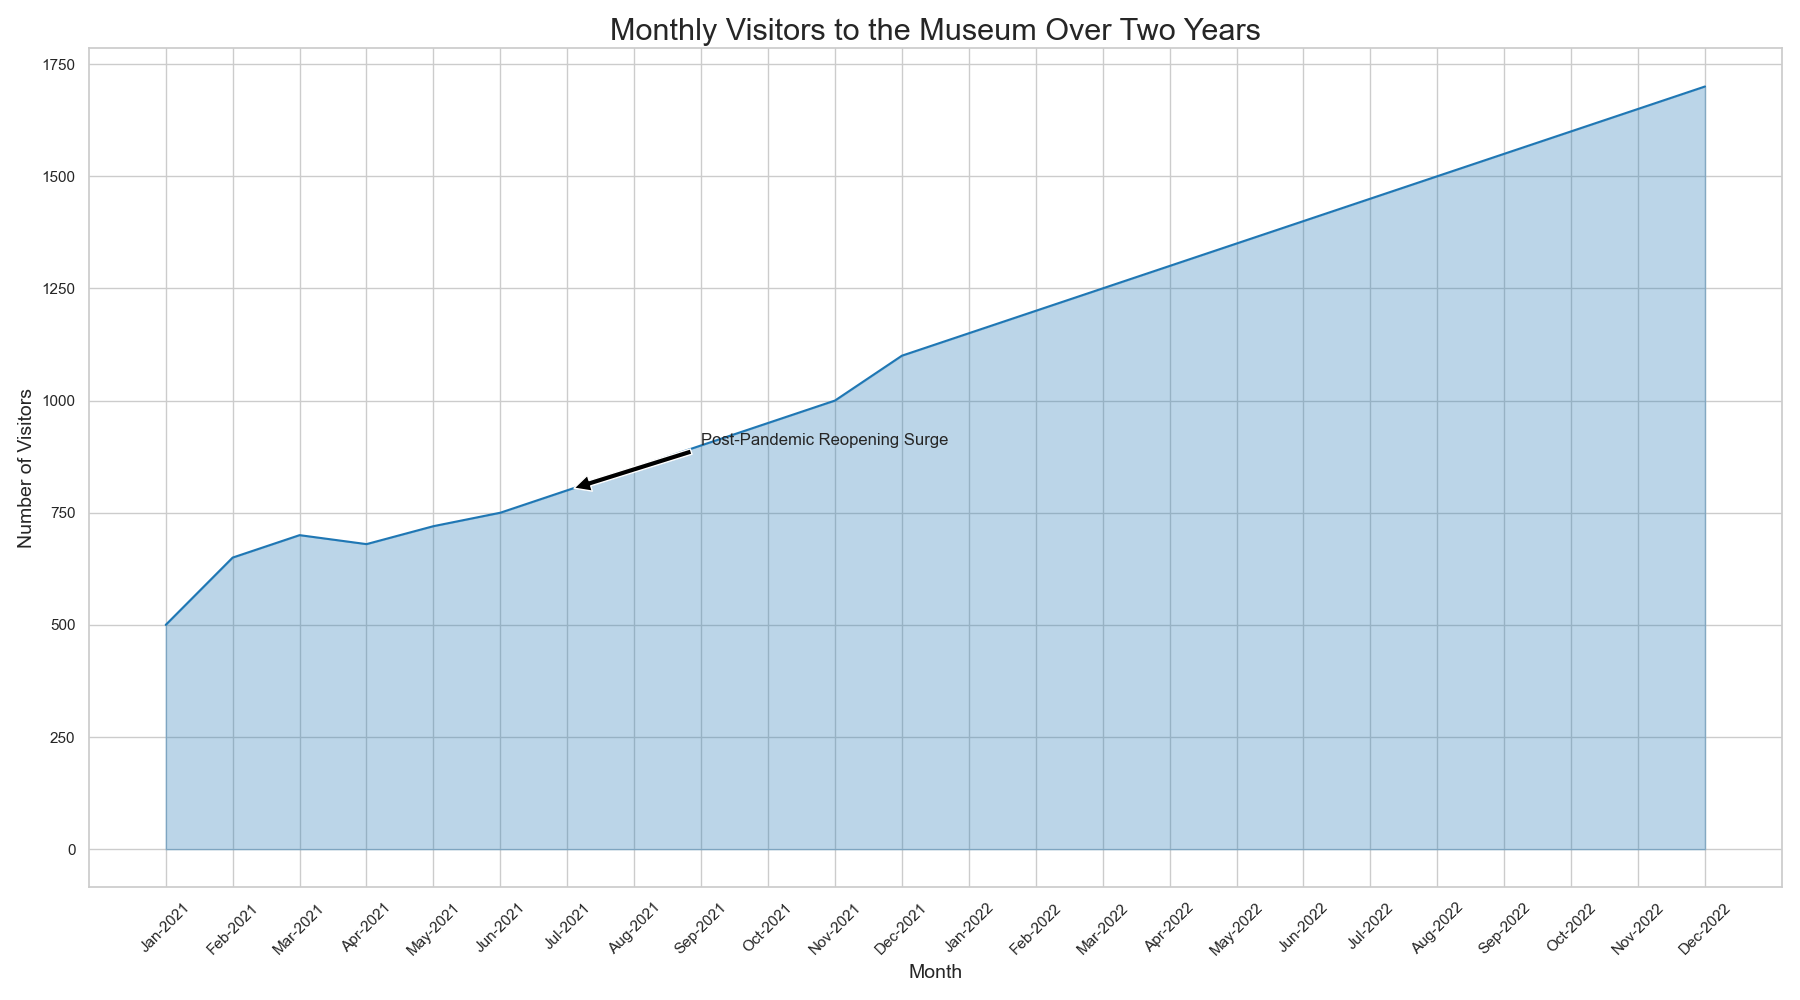 Monthly Visitors to the Museum Over Two Years
1750
1500
1250
1000
750
500
250
0
Number of Visitors
Post-Pandemic Reopening Surge
Jan-2021
Feb-2021
Mar-2021
Apr-2021
May-2021
Jun-2021
Jul-2021
Aug-2021
Sep-2021
Oct-2021
Nov-2021
Dec-2021
Jan-2022
Feb-2022
Mar-2022
Apr-2022
May-2022
Jun-2022
Jul-2022
Aug-2022
Sep-2022
Oct-2022
Nov-2022
Dec-2022
Month